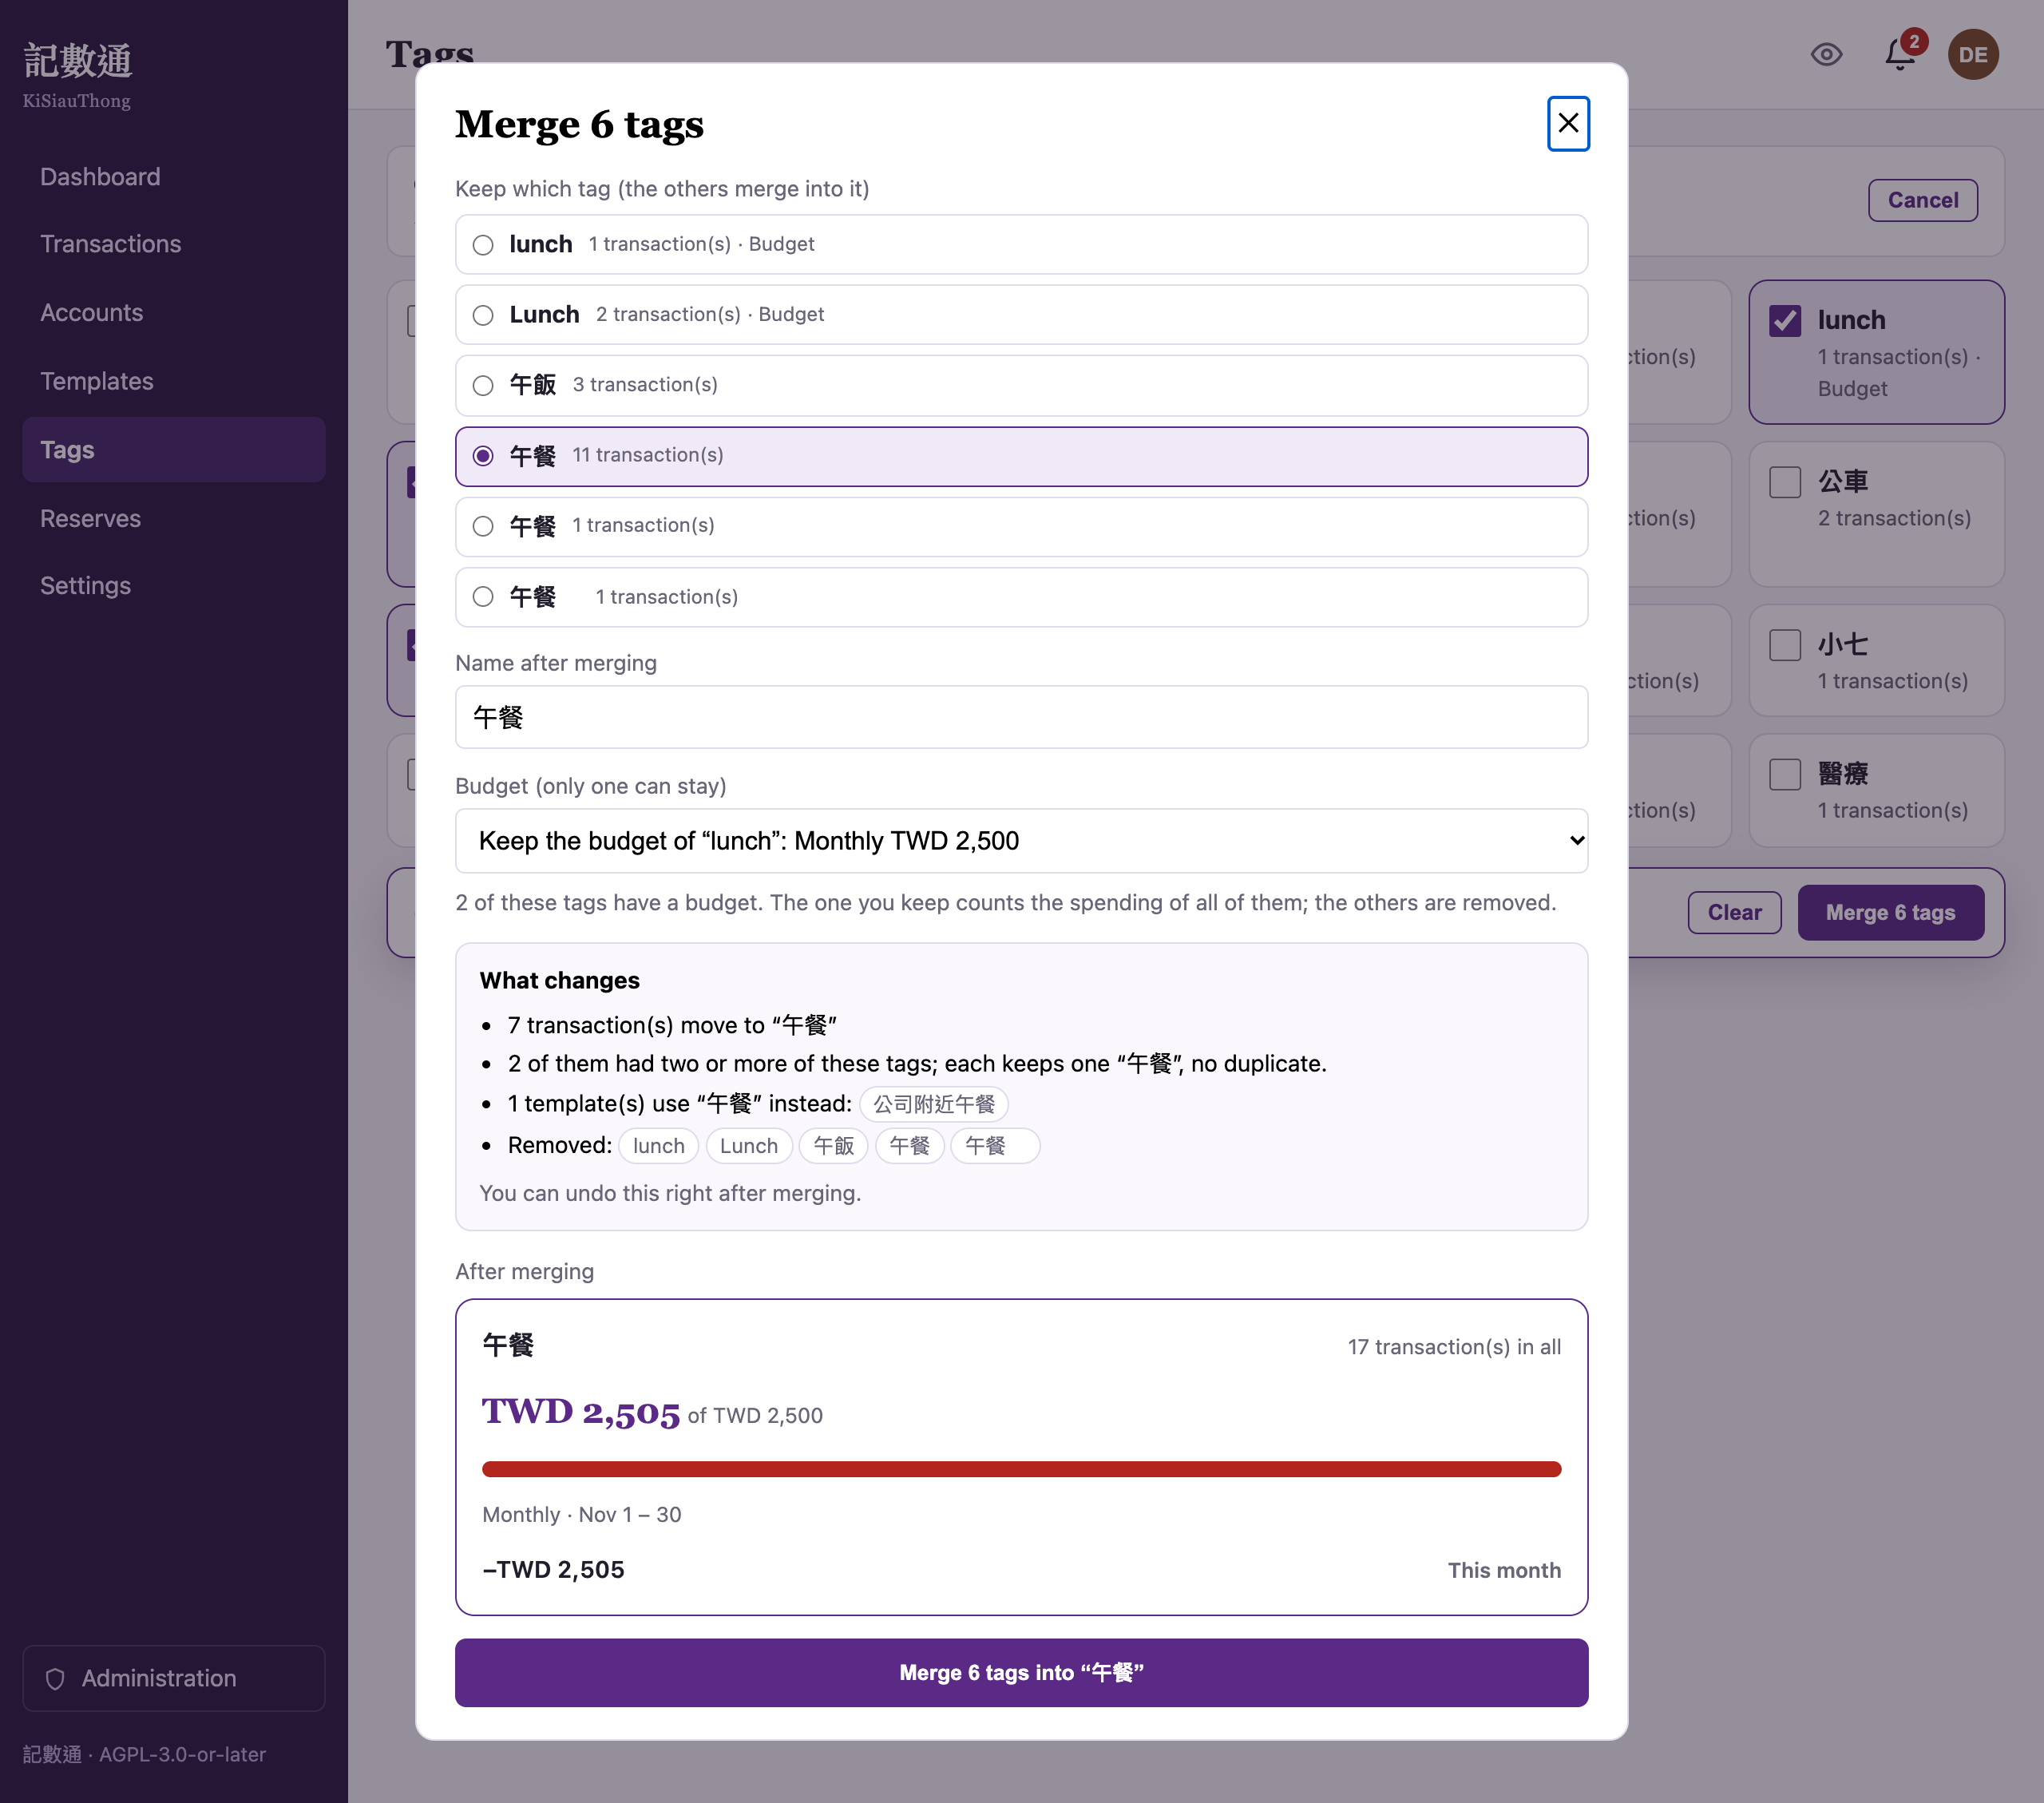 記數通
KiSiauThong
Dashboard
Transactions
Accounts
Templates
Tags
Reserves
Settings
Administration
記數通 · AGPL-3.0-or-later
Tags
2
DE
Cancel
lunch
1 transaction(s) ·
Budget
公車
2 transaction(s)
小七
1 transaction(s)
醫療
1 transaction(s)
Clear
Merge 6 tags
Merge 6 tags
Keep which tag (the others merge into it)
lunch 1 transaction(s) · Budget
Lunch 2 transaction(s) · Budget
午飯 3 transaction(s)
午餐 11 transaction(s)
午餐 1 transaction(s)
午餐 1 transaction(s)
Name after merging
午餐
Budget (only one can stay)
Keep the budget of “lunch”: Monthly TWD 2,500
2 of these tags have a budget. The one you keep counts the spending of all of them; the others are removed.
What changes
• 7 transaction(s) move to “午餐”
• 2 of them had two or more of these tags; each keeps one “午餐”, no duplicate.
• 1 template(s) use “午餐” instead: 公司附近午餐
• Removed: lunch Lunch 午飯 午餐 午餐
You can undo this right after merging.
After merging
午餐 17 transaction(s) in all
TWD 2,505 of TWD 2,500
Monthly · Nov 1 – 30
–TWD 2,505 This month
Merge 6 tags into “午餐”